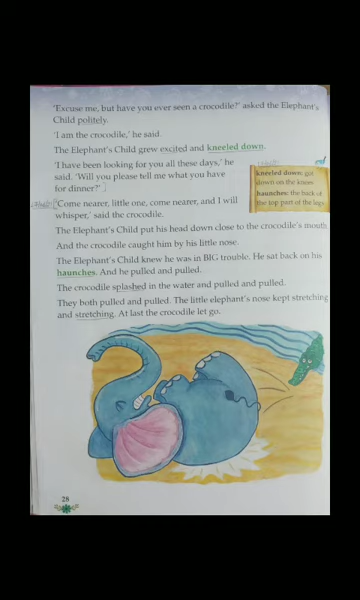 'Excuse me, but have you ever seen a crocodile?' asked the Elephant's
Child politely.
'I am the crocodile,' he said.
The Elephant's Child grew excited and kneeled down.
'I have been looking for you all these days,' he
said. 'Will you please tell me what you have
for dinner?'
'Come nearer, little one, come nearer, and I will
whisper,' said the crocodile.
kneeled down: got
down on the knees
haunches: the back of
the top part of the legs
The Elephant's Child put his head down close to the crocodile's mouth.
And the crocodile caught him by his little nose.
The Elephant's Child knew he was in BIG trouble. He sat back on his
haunches. And he pulled and pulled.
The crocodile splashed in the water and pulled and pulled.
They both pulled and pulled. The little elephant's nose kept stretching
and stretching. At last the crocodile let go.
28